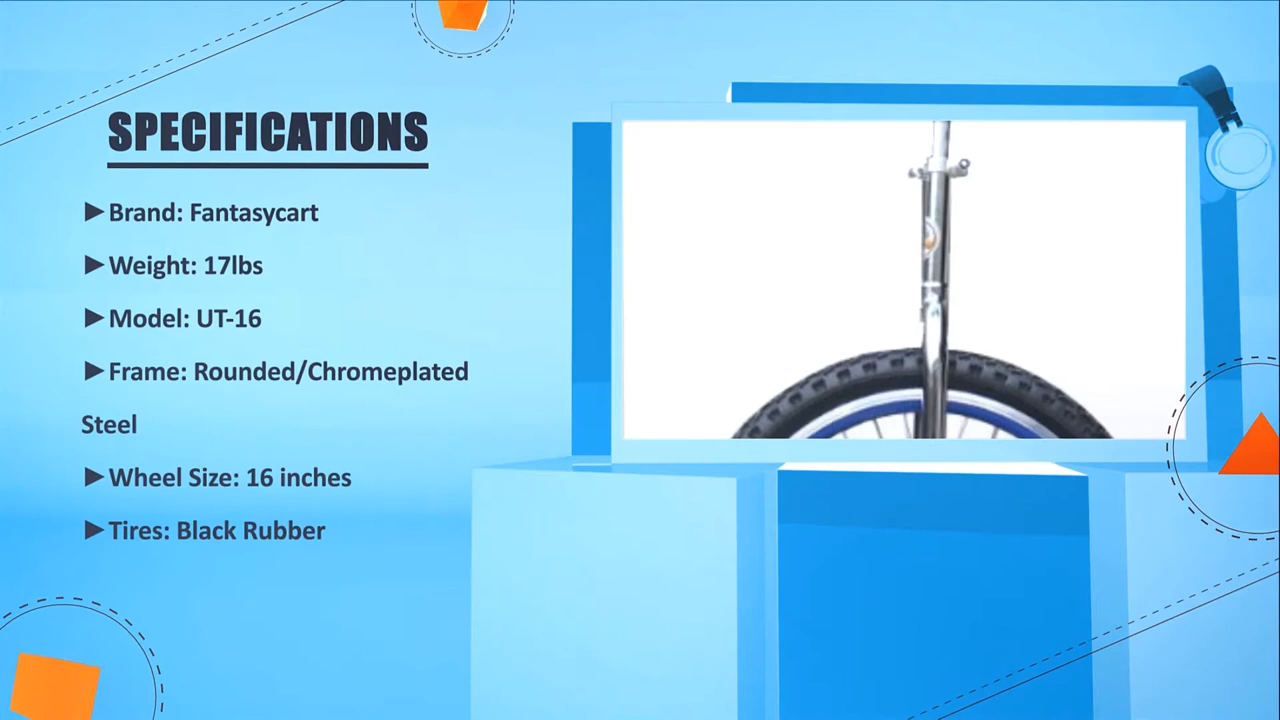 SPECIFICATIONS
►Brand: Fantasycart
►Weight: 17lbs
►Model: UT-16
►Frame: Rounded/Chromeplated
Steel
►Wheel Size: 16 inches
►Tires: Black Rubber